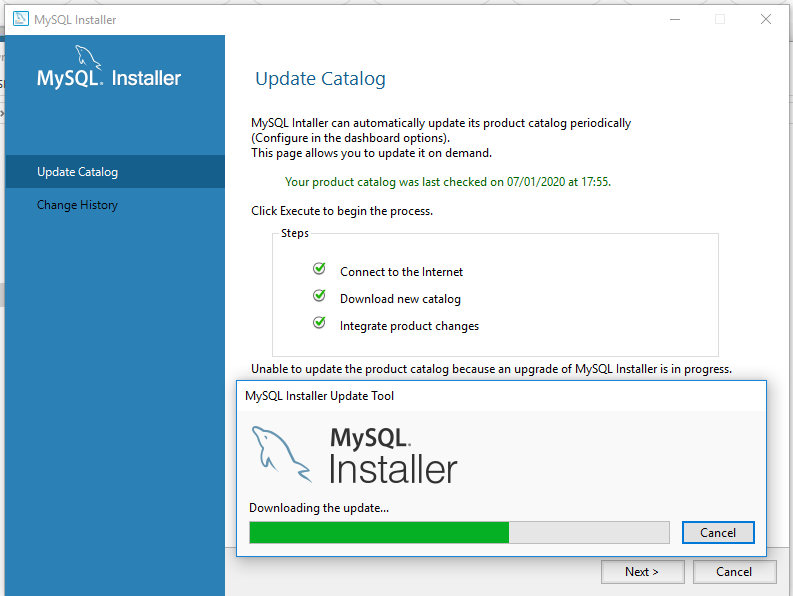 MySQL Installer
MySQL. Installer
Update Catalog
Change History
Update Catalog
MySQL Intaller can automatically update its product catalog periodically
(Configure in the dashboard options).
This page allows you to update it on demand.
Your product catalog was last checked on 07/01/2020 at 17:55.
Click Execute to begin the process.
Steps
Connect to the Internet
Download new catalog
Integrate product changes
Unable to update the product catalog because an upgrade of MySQL Installer is in progress.
MySQL Installer Update Tool
MySQL.
Installer
Downloading the update...
Cancel
Next >
Cancel